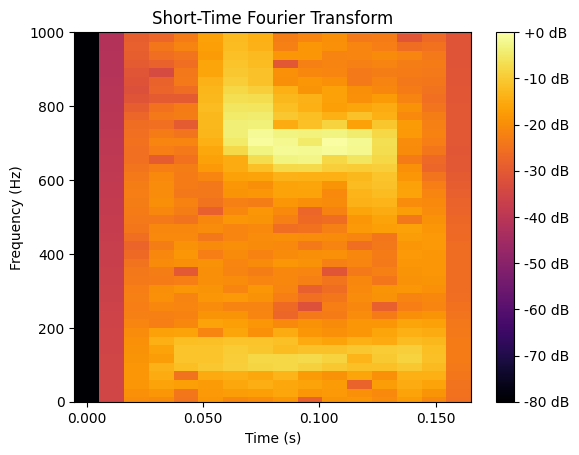 Short-Time Fourier Transform
Frequency (Hz)
1000
800
600
400
200
0
0.000
0.050
0.100
0.150
Time (s)
+0 dB
-10 dB
-20 dB
-30 dB
-40 dB
-50 dB
-60 dB
-70 dB
-80 dB